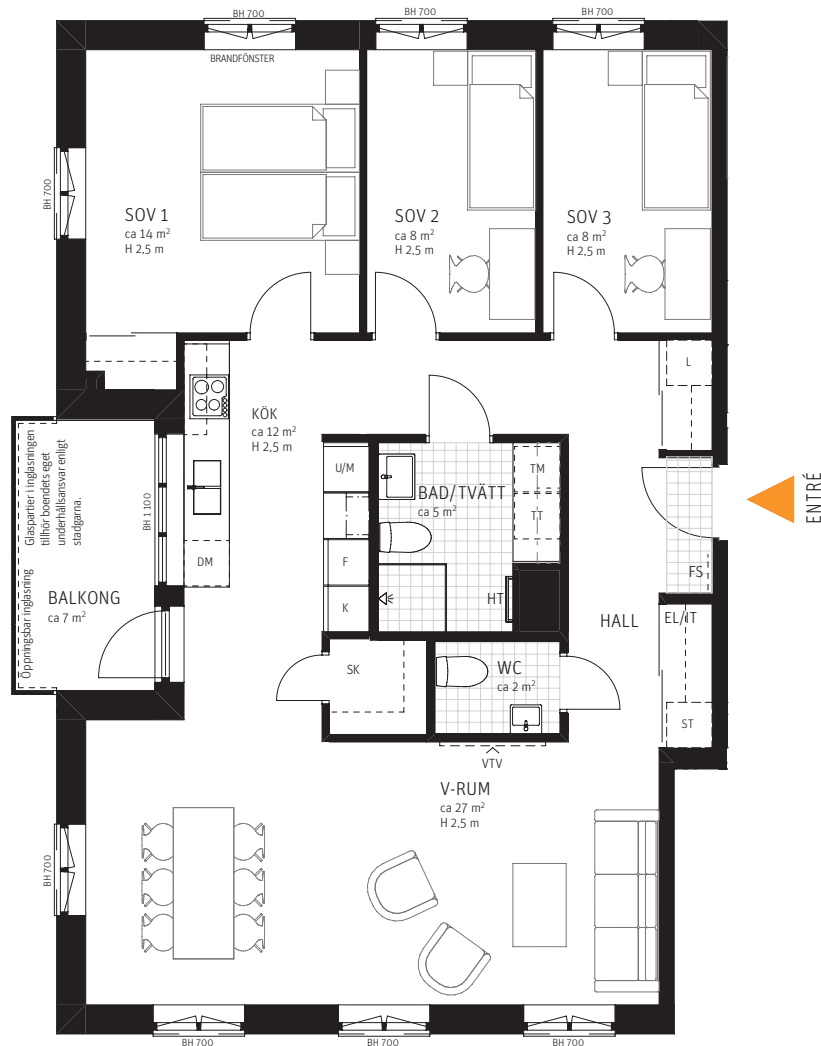 BH 700
BH 700
BH 700
BRANDFÖNSTER
BH 700
SOV 1
ca 14 m²
H 2,5 m
SOV 2
ca 8 m²
H 2,5 m
SOV 3
ca 8 m²
H 2,5 m
L
KÖK
ca 12 m²
H 2,5 m
Glaspartier i inglasningen
tillhör boendets eget
underhållsansvar enligt
stadgarna.
Öppningsbar inglasning
BH 1 100
U/M
BAD/TVÄTT
ca 5 m²
TM
TT
ENTRÉ
DM
F
K
HT
FS
BALKONG
ca 7 m²
HALL
EL/IT
SK
WC
ca 2 m²
ST
VTV
V-RUM
ca 27 m²
H 2,5 m
BH 700
BH 700
BH 700
BH 700